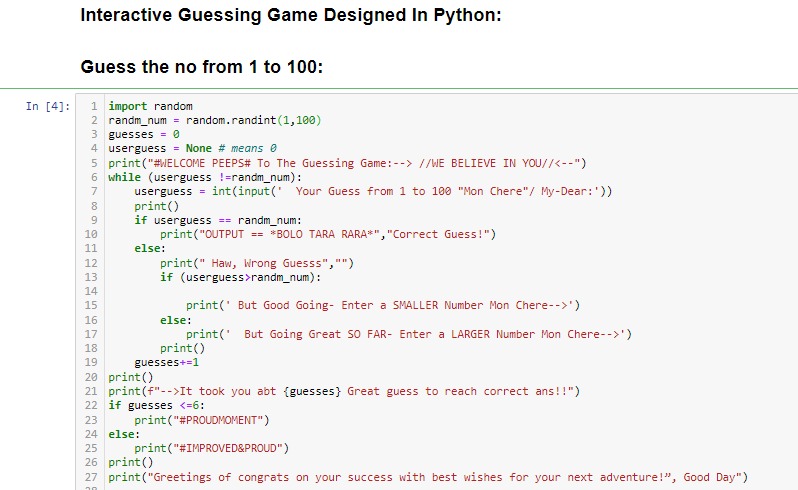 Interactive Guessing Game Designed In Python:
Guess the no from 1 to 100:
In [4]:
1 import random
2 randm_num = random.randint(1,100)
3 guesses = 0
4 userguess = None # means 0
5 print("#WELCOME PEEPS# To The Guessing Game:--> //WE BELIEVE IN YOU//<--")
6 while (userguess !=randm_num):
7     userguess = int(input('  Your Guess from 1 to 100 "Mon Chere"/ My-Dear:'))
8     print()
9     if userguess == randm_num:
10         print("OUTPUT == *BOLO TARA RARA*","Correct Guess!")
11     else:
12         print(" Haw, Wrong Guesss","")
13         if (userguess>randm_num):
14
15             print(' But Good Going- Enter a SMALLER Number Mon Chere-->')
16         else:
17             print('  But Going Great SO FAR- Enter a LARGER Number Mon Chere-->')
18         print()
19     guesses+=1
20 print()
21 print(f"-->It took you abt {guesses} Great guess to reach correct ans!!")
22 if guesses <=6:
23     print("#PROUDMOMENT")
24 else:
25     print("#IMPROVED&PROUD")
26 print()
27 print("Greetings of congrats on your success with best wishes for your next adventure!”, Good Day")